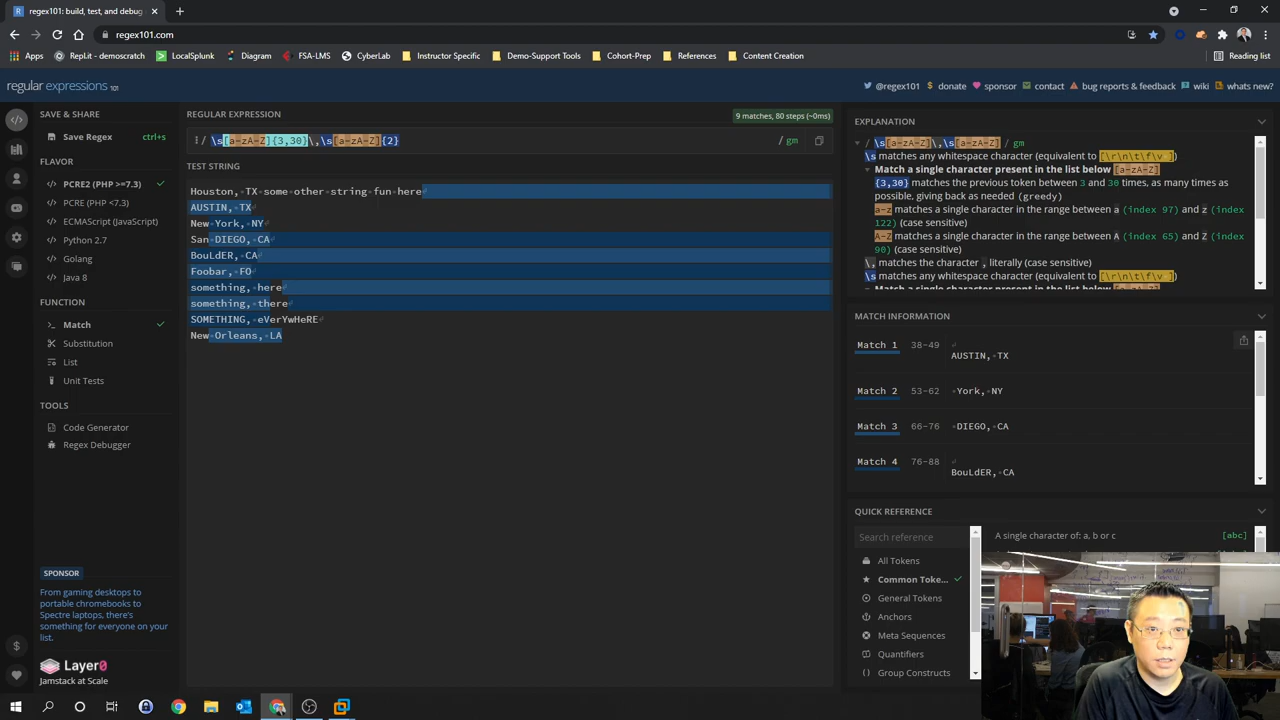 regex101: build, test, and debug
regex101.com
Apps
RepLit - demoscratch
LocalSplunk
Diagram
FSA-LMS
CyberLab
Instructor Specific
Demo-Support Tools
Cohort-Prep
References
Content Creation
Reading list
regular expressions 101
@regex101
donate
sponsor
contact
bug reports & feedback
wiki
whats new?
SAVE & SHARE
Save Regex
ctrl+s
FLAVOR
PCRE2 (PHP >=7.3)
PCRE (PHP <7.3)
ECMAScript (JavaScript)
Python 2.7
Golang
Java 8
FUNCTION
Match
Substitution
List
Unit Tests
TOOLS
Code Generator
Regex Debugger
SPONSOR
From gaming desktops to
portable chromebooks to
Spectre laptops, there's
something for everyone on your
list.
Layer0
Jamstack at Scale
REGULAR EXPRESSION
9 matches, 80 steps (~0ms)
/ \s[a-zA-Z]{3,30}\,\s[a-zA-Z]{2}
/ gm
TEST STRING
Houston, TX some other string fun here
AUSTIN, TX
New York, NY
San DIEGO, CA
BouLdER, CA
Foobar, FO
something, here
something, there
SOMETHING, eVerYwHeRE
New Orleans, LA
EXPLANATION
/ \s[a-zA-Z]\,\s[a-zA-Z] / gm
\s matches any whitespace character (equivalent to [\r\n\t\f\v ])
Match a single character present in the list below [a-zA-Z]
{3,30} matches the previous token between 3 and 30 times, as many times as
possible, giving back as needed (greedy)
a-z matches a single character in the range between a (index 97) and z (index
122) (case sensitive)
A-Z matches a single character in the range between A (index 65) and Z (index
90) (case sensitive)
\, matches the character , literally (case sensitive)
\s matches any whitespace character (equivalent to [\r\n\t\f\v ])
Match a single character present in the list below [a-zA-Z]
MATCH INFORMATION
Match 1 38-49
AUSTIN, TX
Match 2 53-62 York, NY
Match 3 66-76 DIEGO, CA
Match 4 76-88
BouLdER, CA
QUICK REFERENCE
Search reference
All Tokens
Common Toke...
General Tokens
Anchors
Meta Sequences
Quantifiers
Group Constructs
A single character of: a, b or c
[abc]